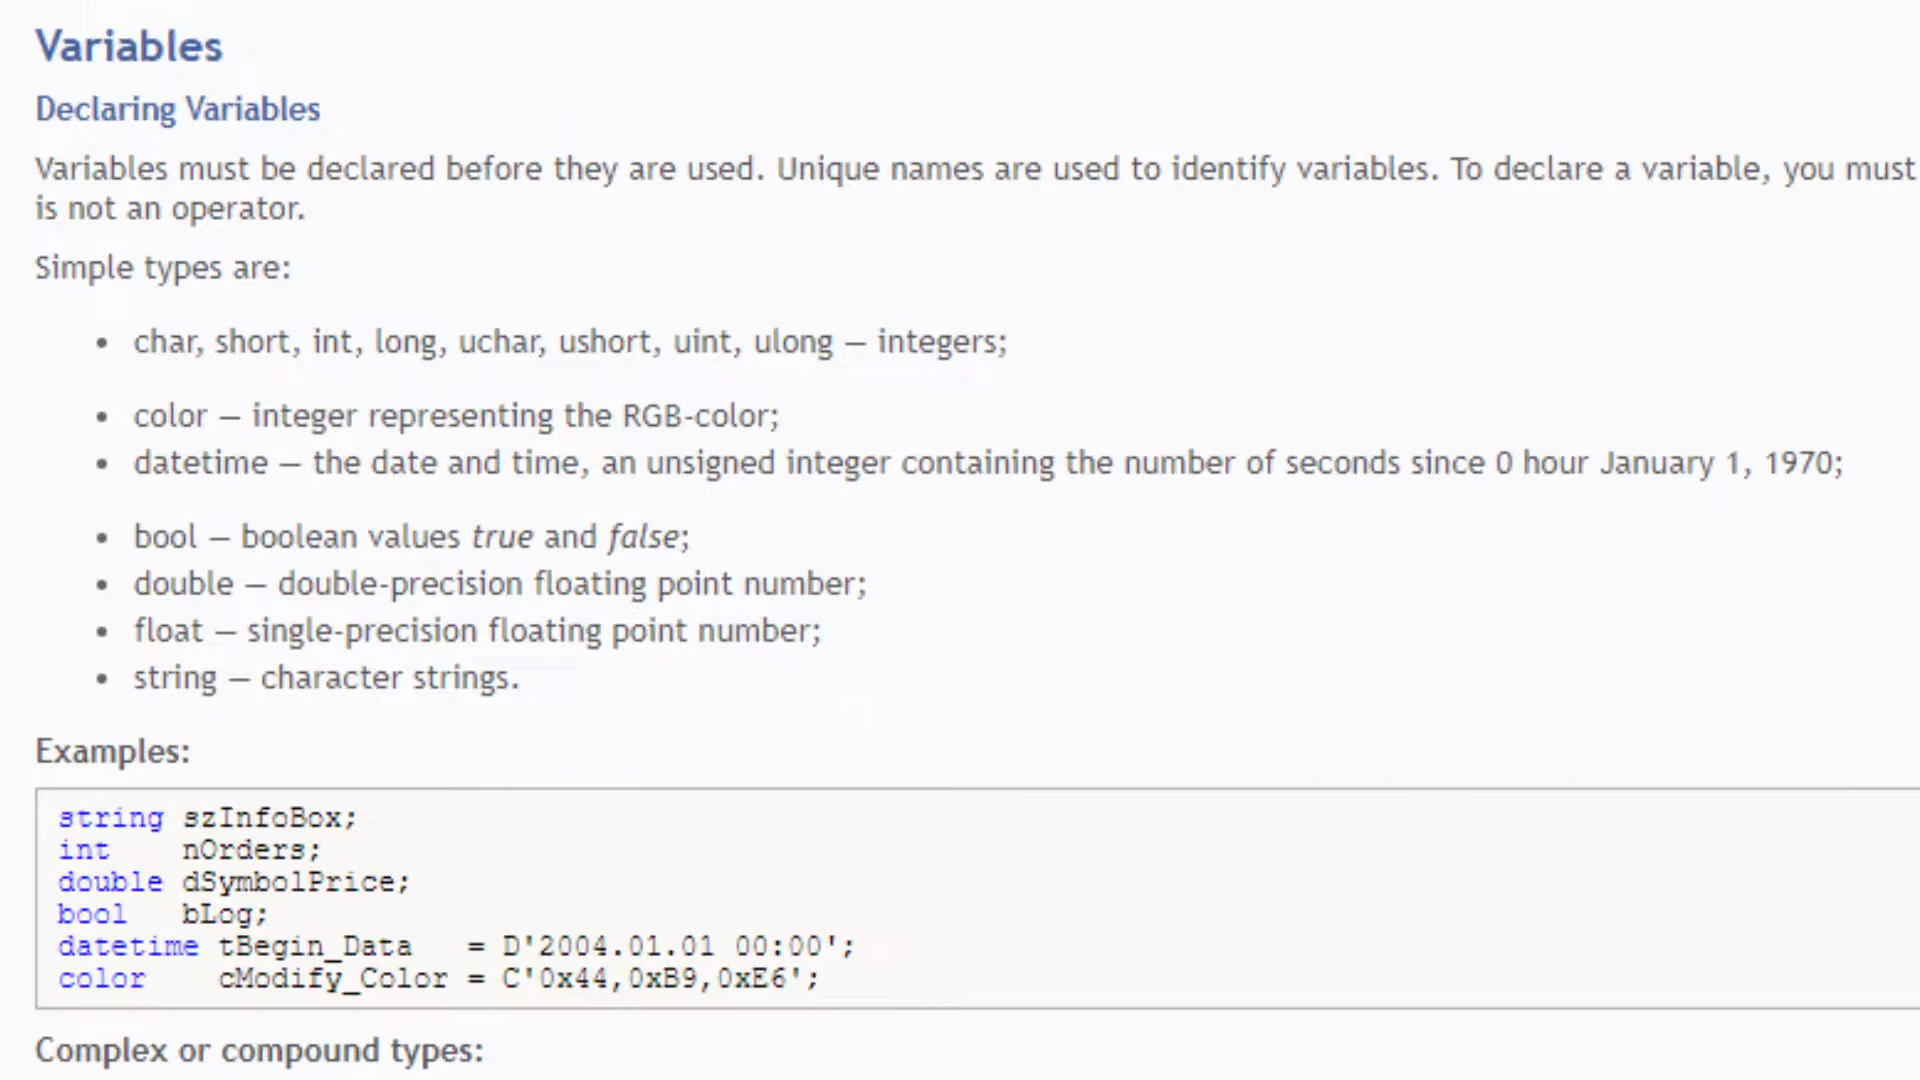 Variables
Declaring Variables
Variables must be declared before they are used. Unique names are used to identify variables. To declare a variable, you must
is not an operator.
Simple types are:
• char, short, int, long, uchar, ushort, uint, ulong — integers;
• color — integer representing the RGB-color;
• datetime — the date and time, an unsigned integer containing the number of seconds since 0 hour January 1, 1970;
• bool — boolean values true and false;
• double — double-precision floating point number;
• float — single-precision floating point number;
• string — character strings.
Examples:
string szInfoBox;
int    nOrders;
double dSymbolPrice;
bool   bLog;
datetime tBegin_Data   = D'2004.01.01 00:00';
color    cModify_Color = C'0x44,0xB9,0xE6';
Complex or compound types: